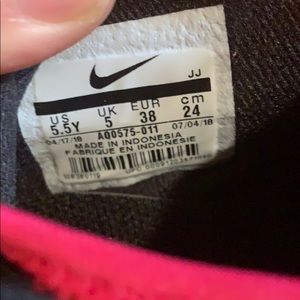 JJ
US UK EUR cm
5.5Y 5 38 24
04/17/18 AQ0575-011 07/04/18
MADE IN INDONESIA
FABRIQUE EN INDONESIE
UPC